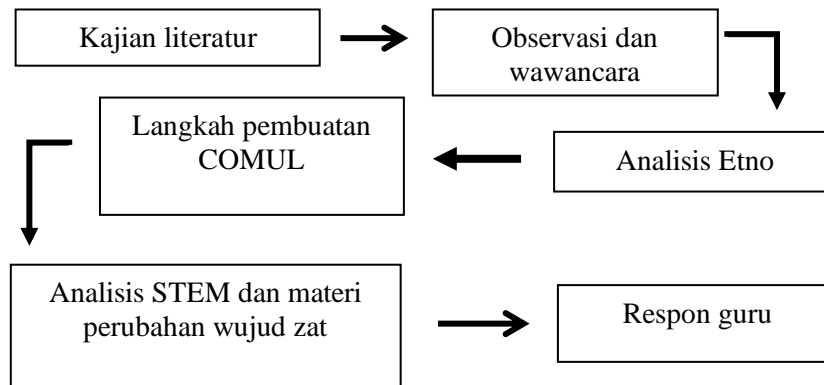 Kajian literatur
Observasi dan
wawancara
Analisis Etno
Langkah pembuatan
COMUL
Analisis STEM dan materi
perubahan wujud zat
Respon guru